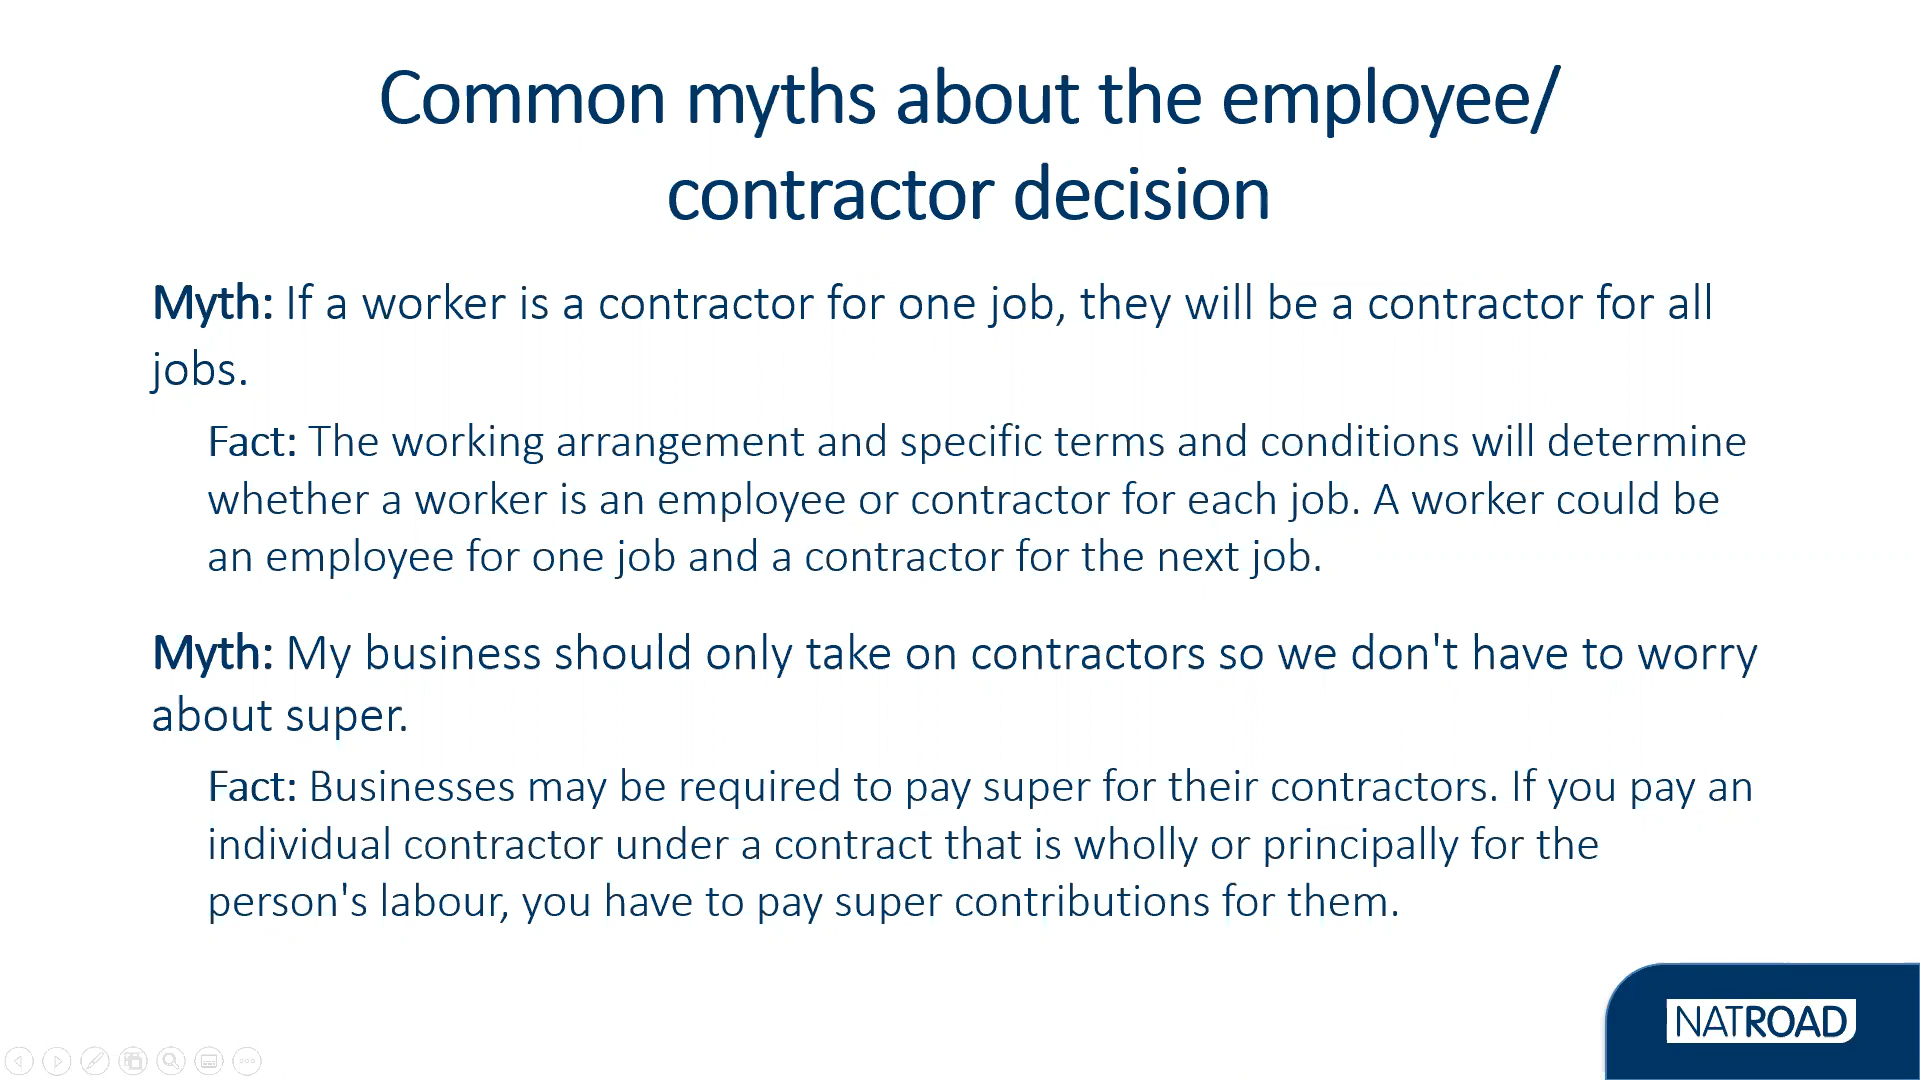 Common myths about the employee/
contractor decision
Myth: If a worker is a contractor for one job, they will be a contractor for all
jobs.
Fact: The working arrangement and specific terms and conditions will determine
whether a worker is an employee or contractor for each job. A worker could be
an employee for one job and a contractor for the next job.
Myth: My business should only take on contractors so we don't have to worry
about super.
Fact: Businesses may be required to pay super for their contractors. If you pay an
individual contractor under a contract that is wholly or principally for the
person's labour, you have to pay super contributions for them.
NATROAD